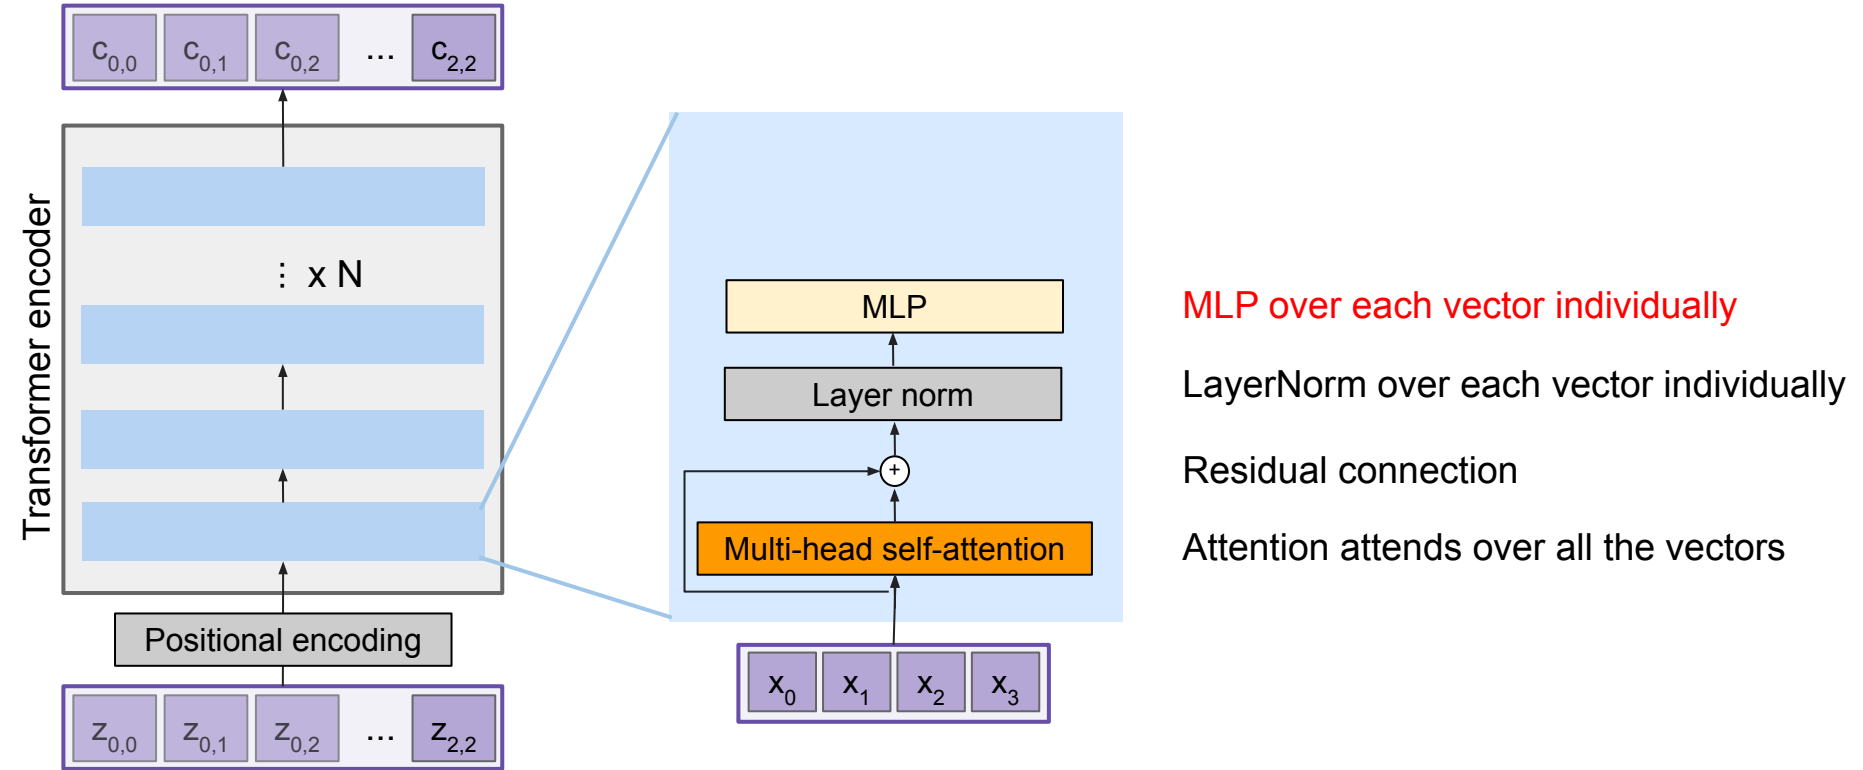 c0,0 c0,1 c0,2 ... c2,2
Transformer encoder
⋮ x N
Positional encoding
z0,0 z0,1 z0,2 ... z2,2
MLP
Layer norm
+
Multi-head self-attention
x0 x1 x2 x3
MLP over each vector individually
LayerNorm over each vector individually
Residual connection
Attention attends over all the vectors